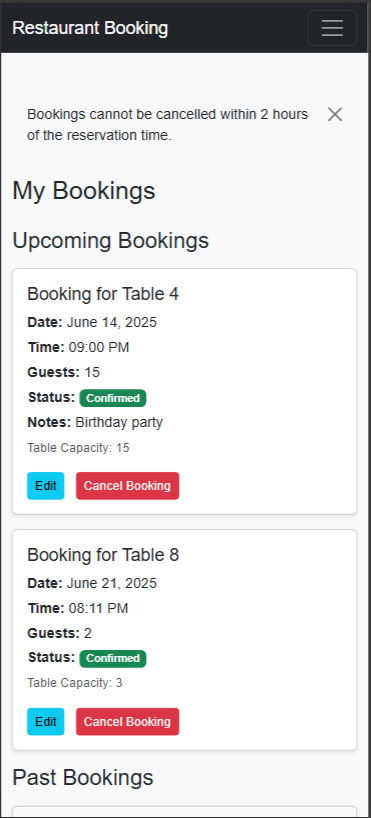 Restaurant Booking
Bookings cannot be cancelled within 2 hours
of the reservation time.
My Bookings
Upcoming Bookings
Booking for Table 4
Date: June 14, 2025
Time: 09:00 PM
Guests: 15
Status: Confirmed
Notes: Birthday party
Table Capacity: 15
Edit Cancel Booking
Booking for Table 8
Date: June 21, 2025
Time: 08:11 PM
Guests: 2
Status: Confirmed
Table Capacity: 3
Edit Cancel Booking
Past Bookings